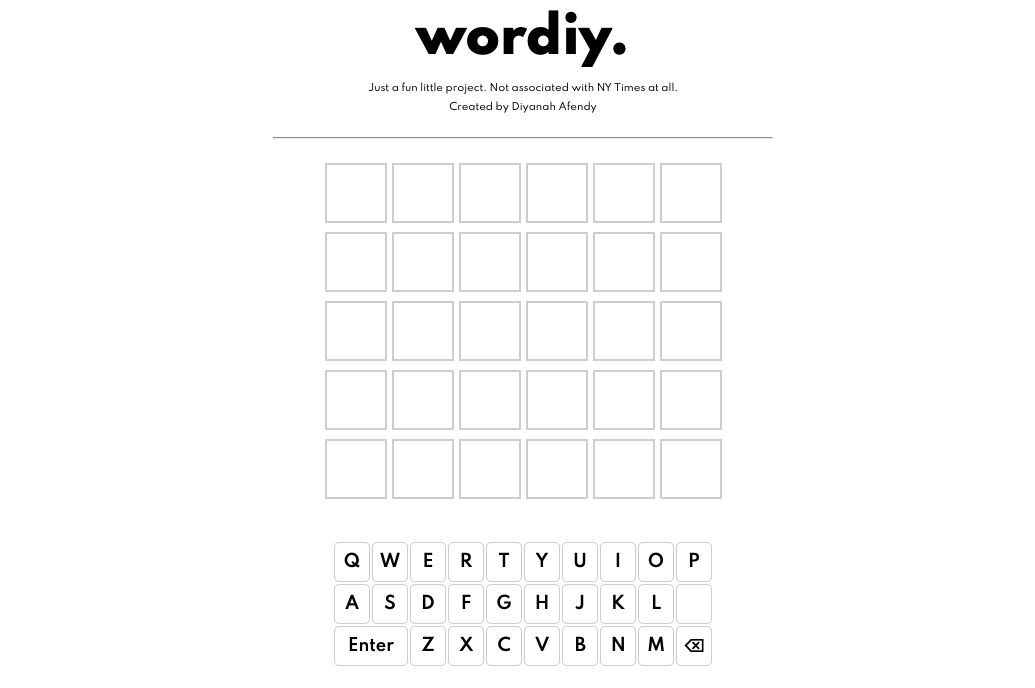 wordiy.
Just a fun little project. Not associated with NY Times at all.
Created by Diyanah Afendy
Q W E R T Y U I O P
A S D F G H J K L
Enter Z X C V B N M